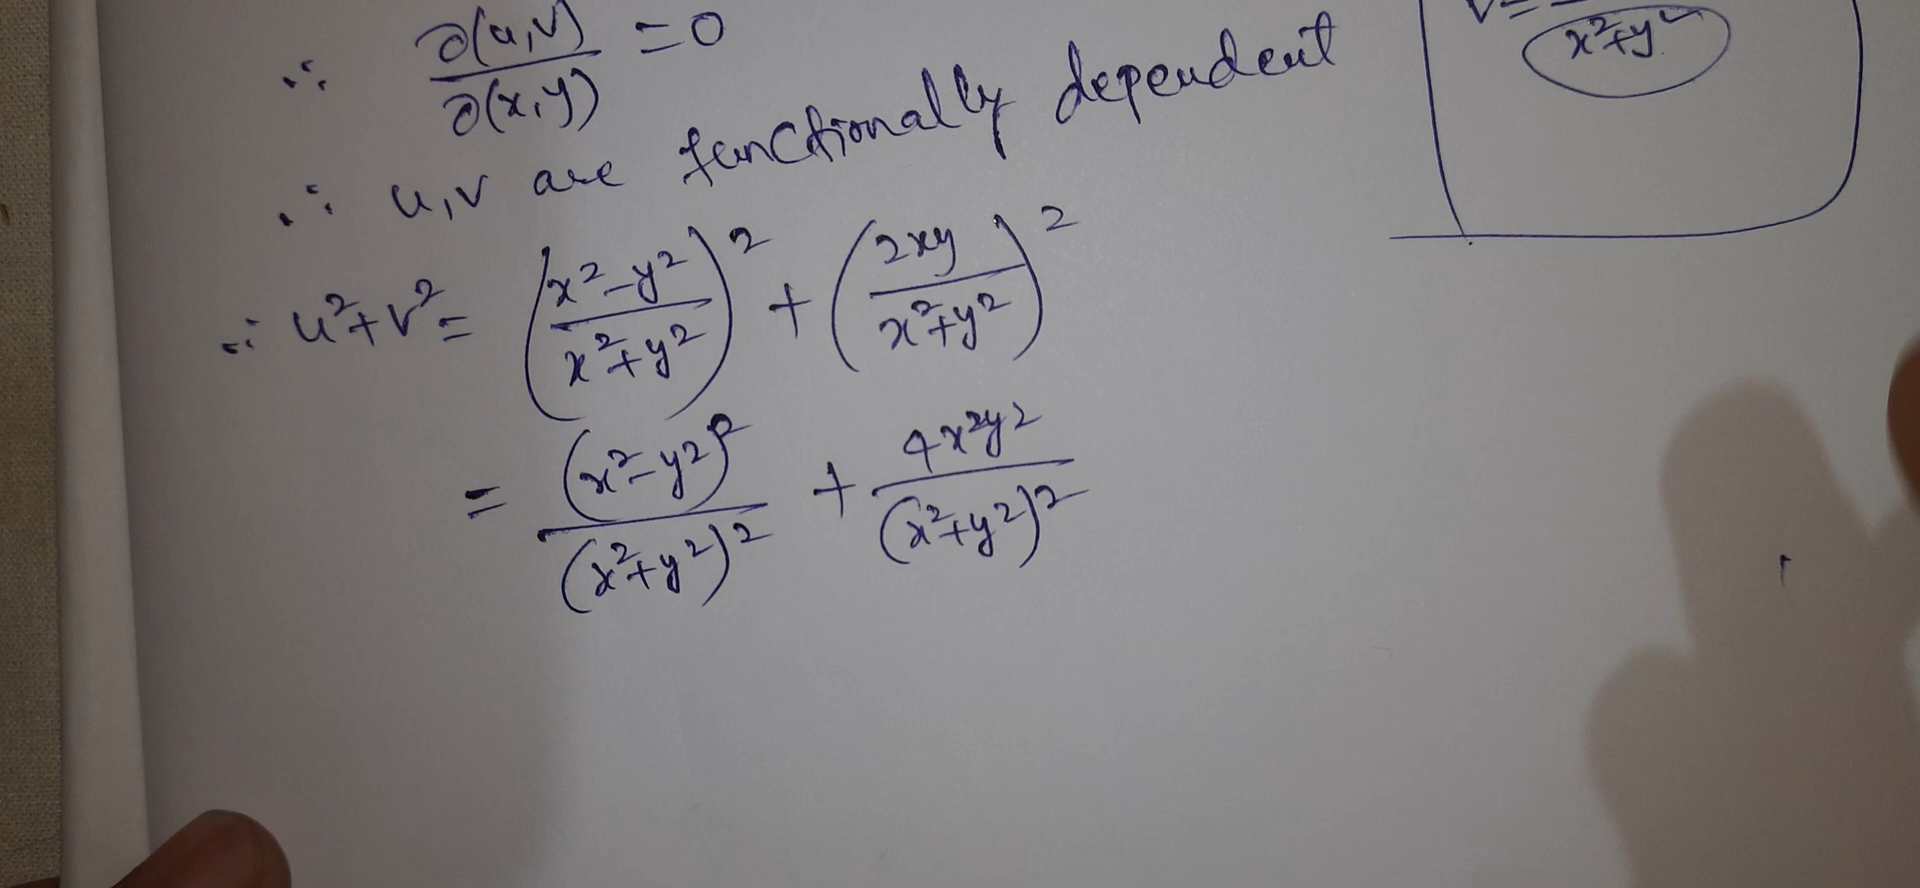 ∴ ∂(u,v)/∂(x,y) = 0
∴ u,v are functionally dependent
∴ u²+v² = ((x²-y²)/(x²+y²))² + (2xy/(x²+y²))²
= (x²-y²)²/(x²+y²)² + 4x²y²/(x²+y²)²
v =
x²+y²